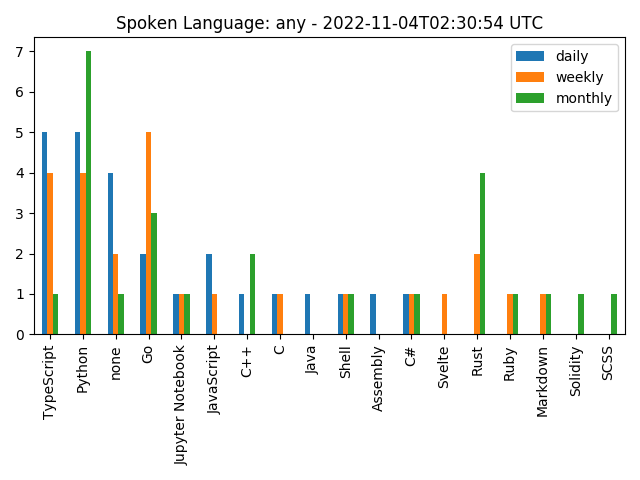 Spoken Language: any - 2022-11-04T02:30:54 UTC
daily
weekly
monthly
7
6
5
4
3
2
1
0
TypeScript
Python
none
Go
Jupyter Notebook
JavaScript
C++
C
Java
Shell
Assembly
C#
Svelte
Rust
Ruby
Markdown
Solidity
SCSS